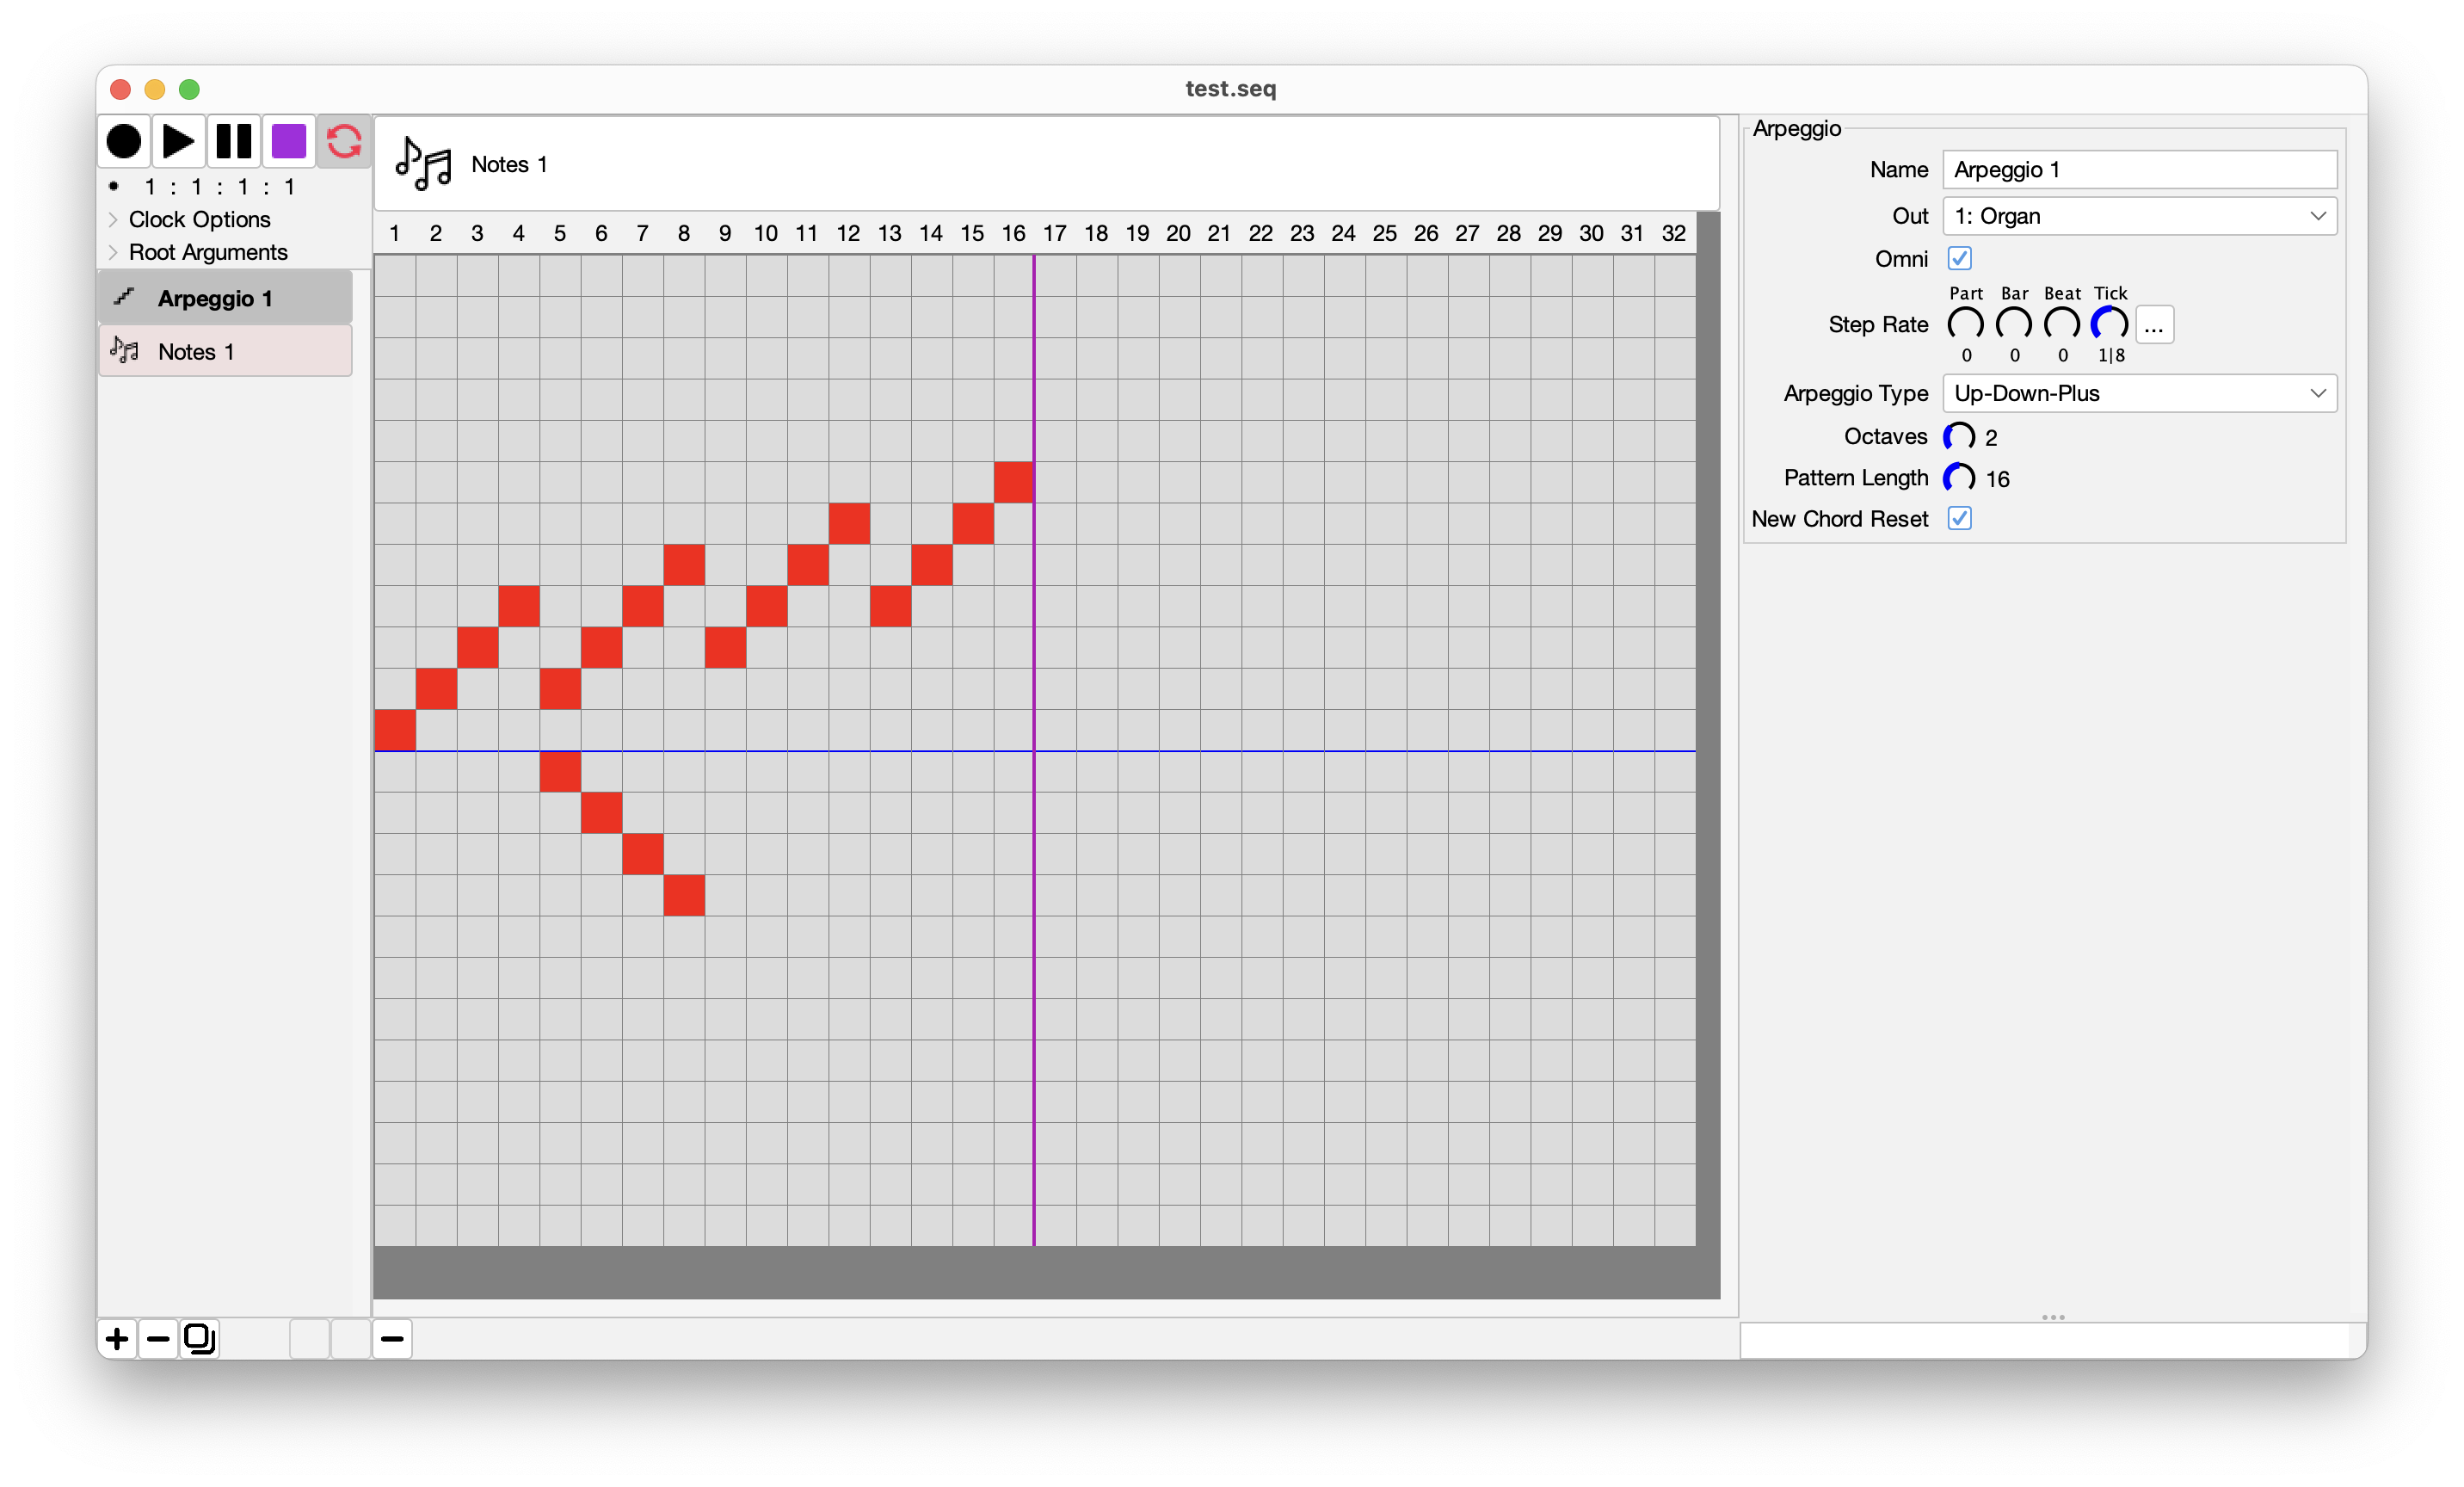 test.seq
1 : 1 : 1 : 1
Clock Options
Root Arguments
Arpeggio 1
Notes 1
Notes 1
1 2 3 4 5 6 7 8 9 10 11 12 13 14 15 16 17 18 19 20 21 22 23 24 25 26 27 28 29 30 31 32
Arpeggio
Name Arpeggio 1
Out 1: Organ
Omni
Part Bar Beat Tick
Step Rate ...
0 0 0 1|8
Arpeggio Type Up-Down-Plus
Octaves 2
Pattern Length 16
New Chord Reset